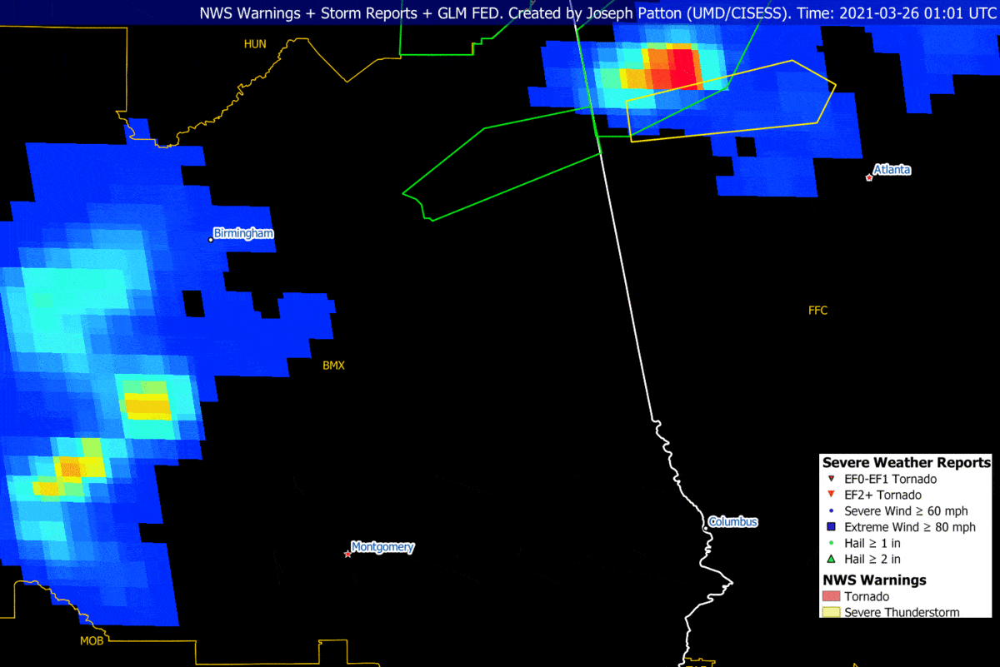 NWS Warnings + Storm Reports + GLM FED. Created by Joseph Patton (UMD/CISESS). Time: 2021-03-26 01:01 UTC
HUN
Atlanta
Birmingham
FFC
BMX
Columbus
Montgomery
MOB
Severe Weather Reports
EF0-EF1 Tornado
EF2+ Tornado
Severe Wind ≥ 60 mph
Extreme Wind ≥ 80 mph
Hail ≥ 1 in
Hail ≥ 2 in
NWS Warnings
Tornado
Severe Thunderstorm